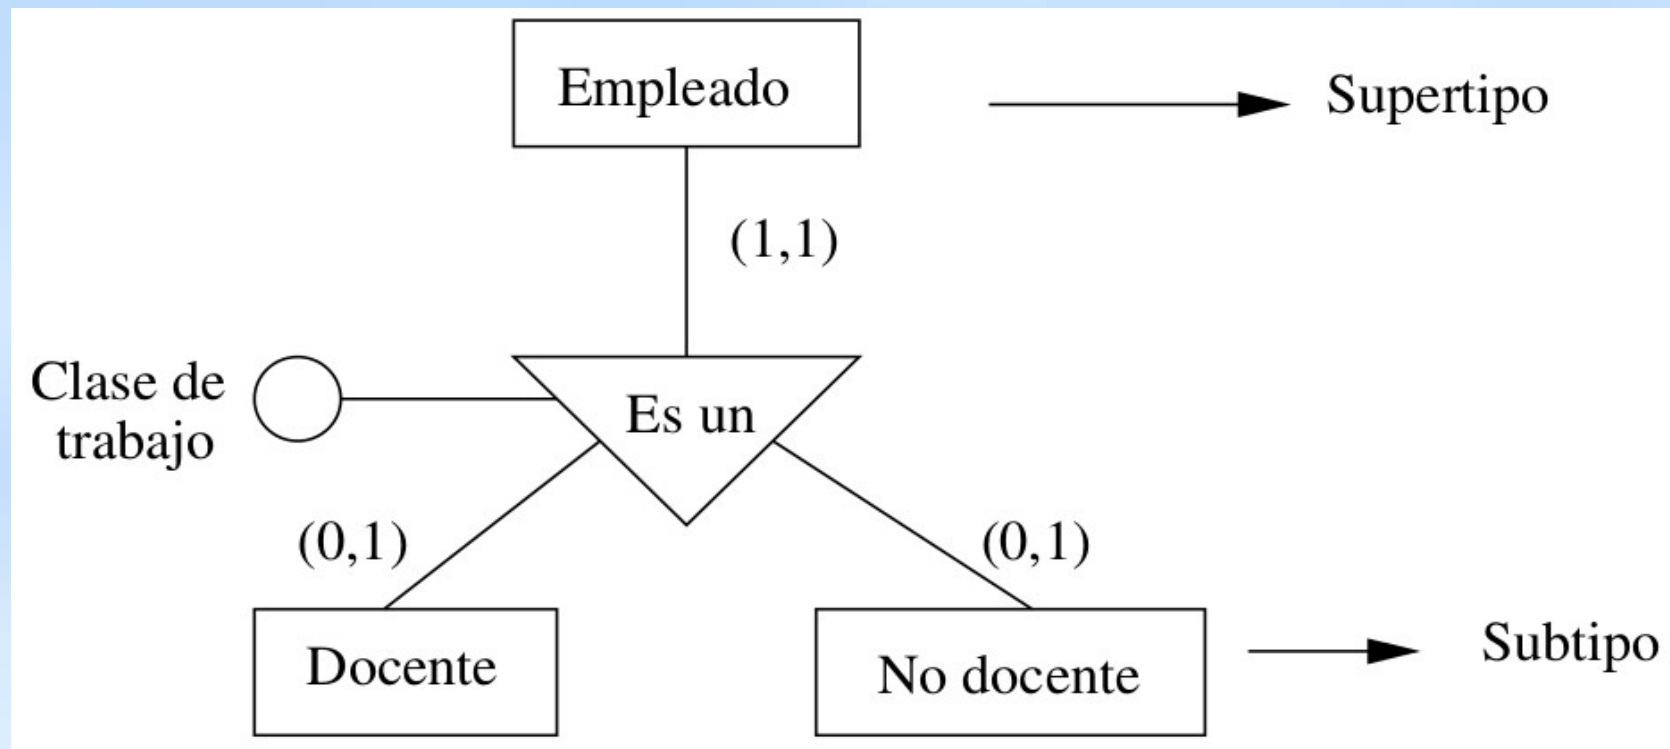 Empleado
Supertipo
(1,1)
Clase de
trabajo
Es un
(0,1)
(0,1)
Docente
No docente
Subtipo